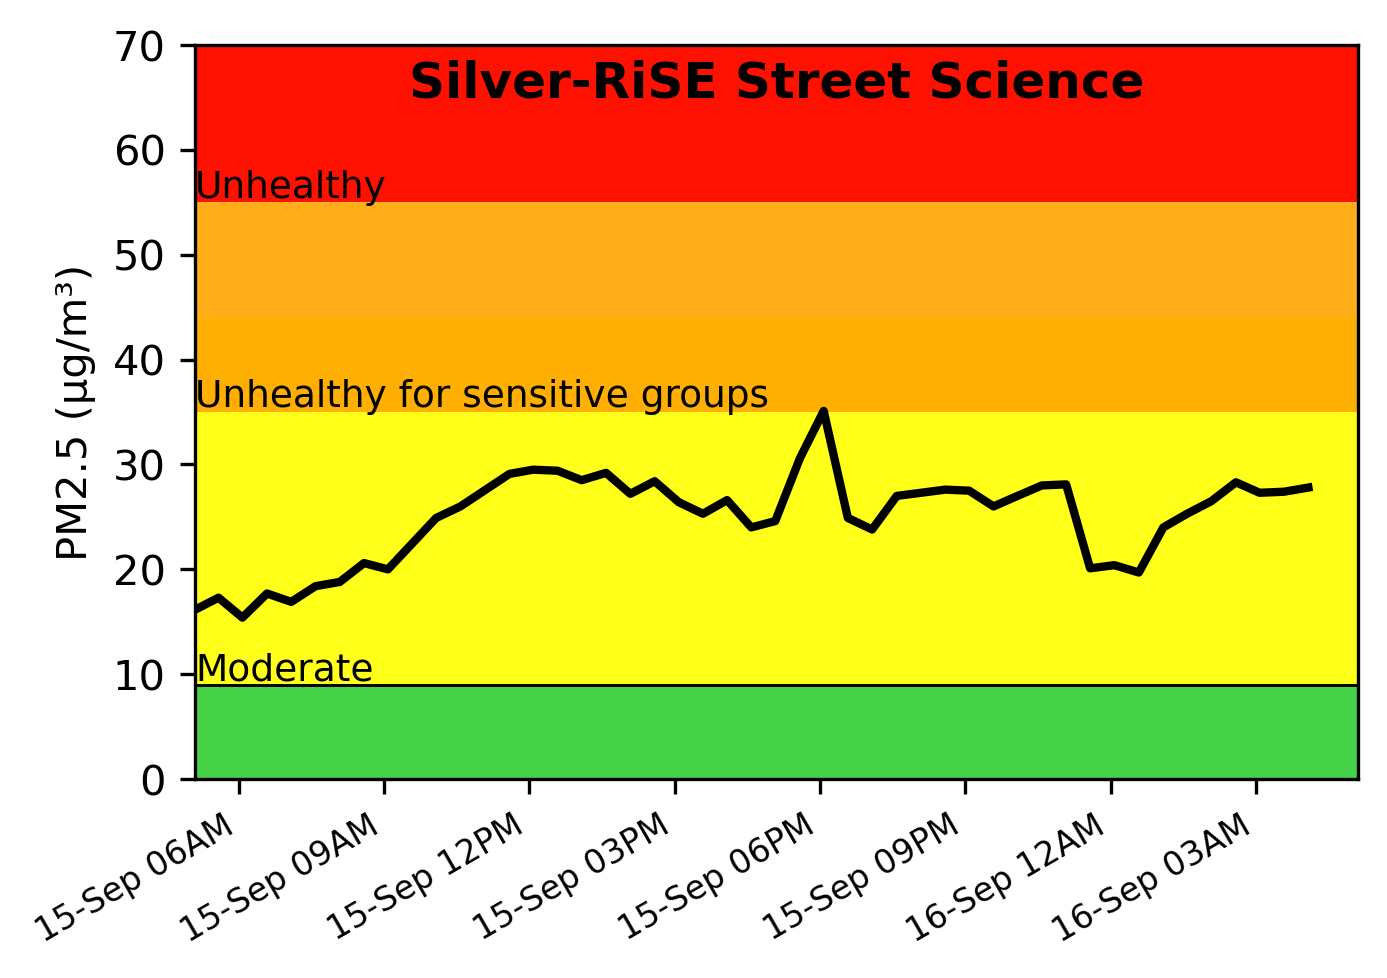 Silver-RiSE Street Science
70
60
Unhealthy
50
40
Unhealthy for sensitive groups
30
20
Moderate
10
0
PM2.5 (µg/m³)
15-Sep 06AM
15-Sep 09AM
15-Sep 12PM
15-Sep 03PM
15-Sep 06PM
15-Sep 09PM
16-Sep 12AM
16-Sep 03AM